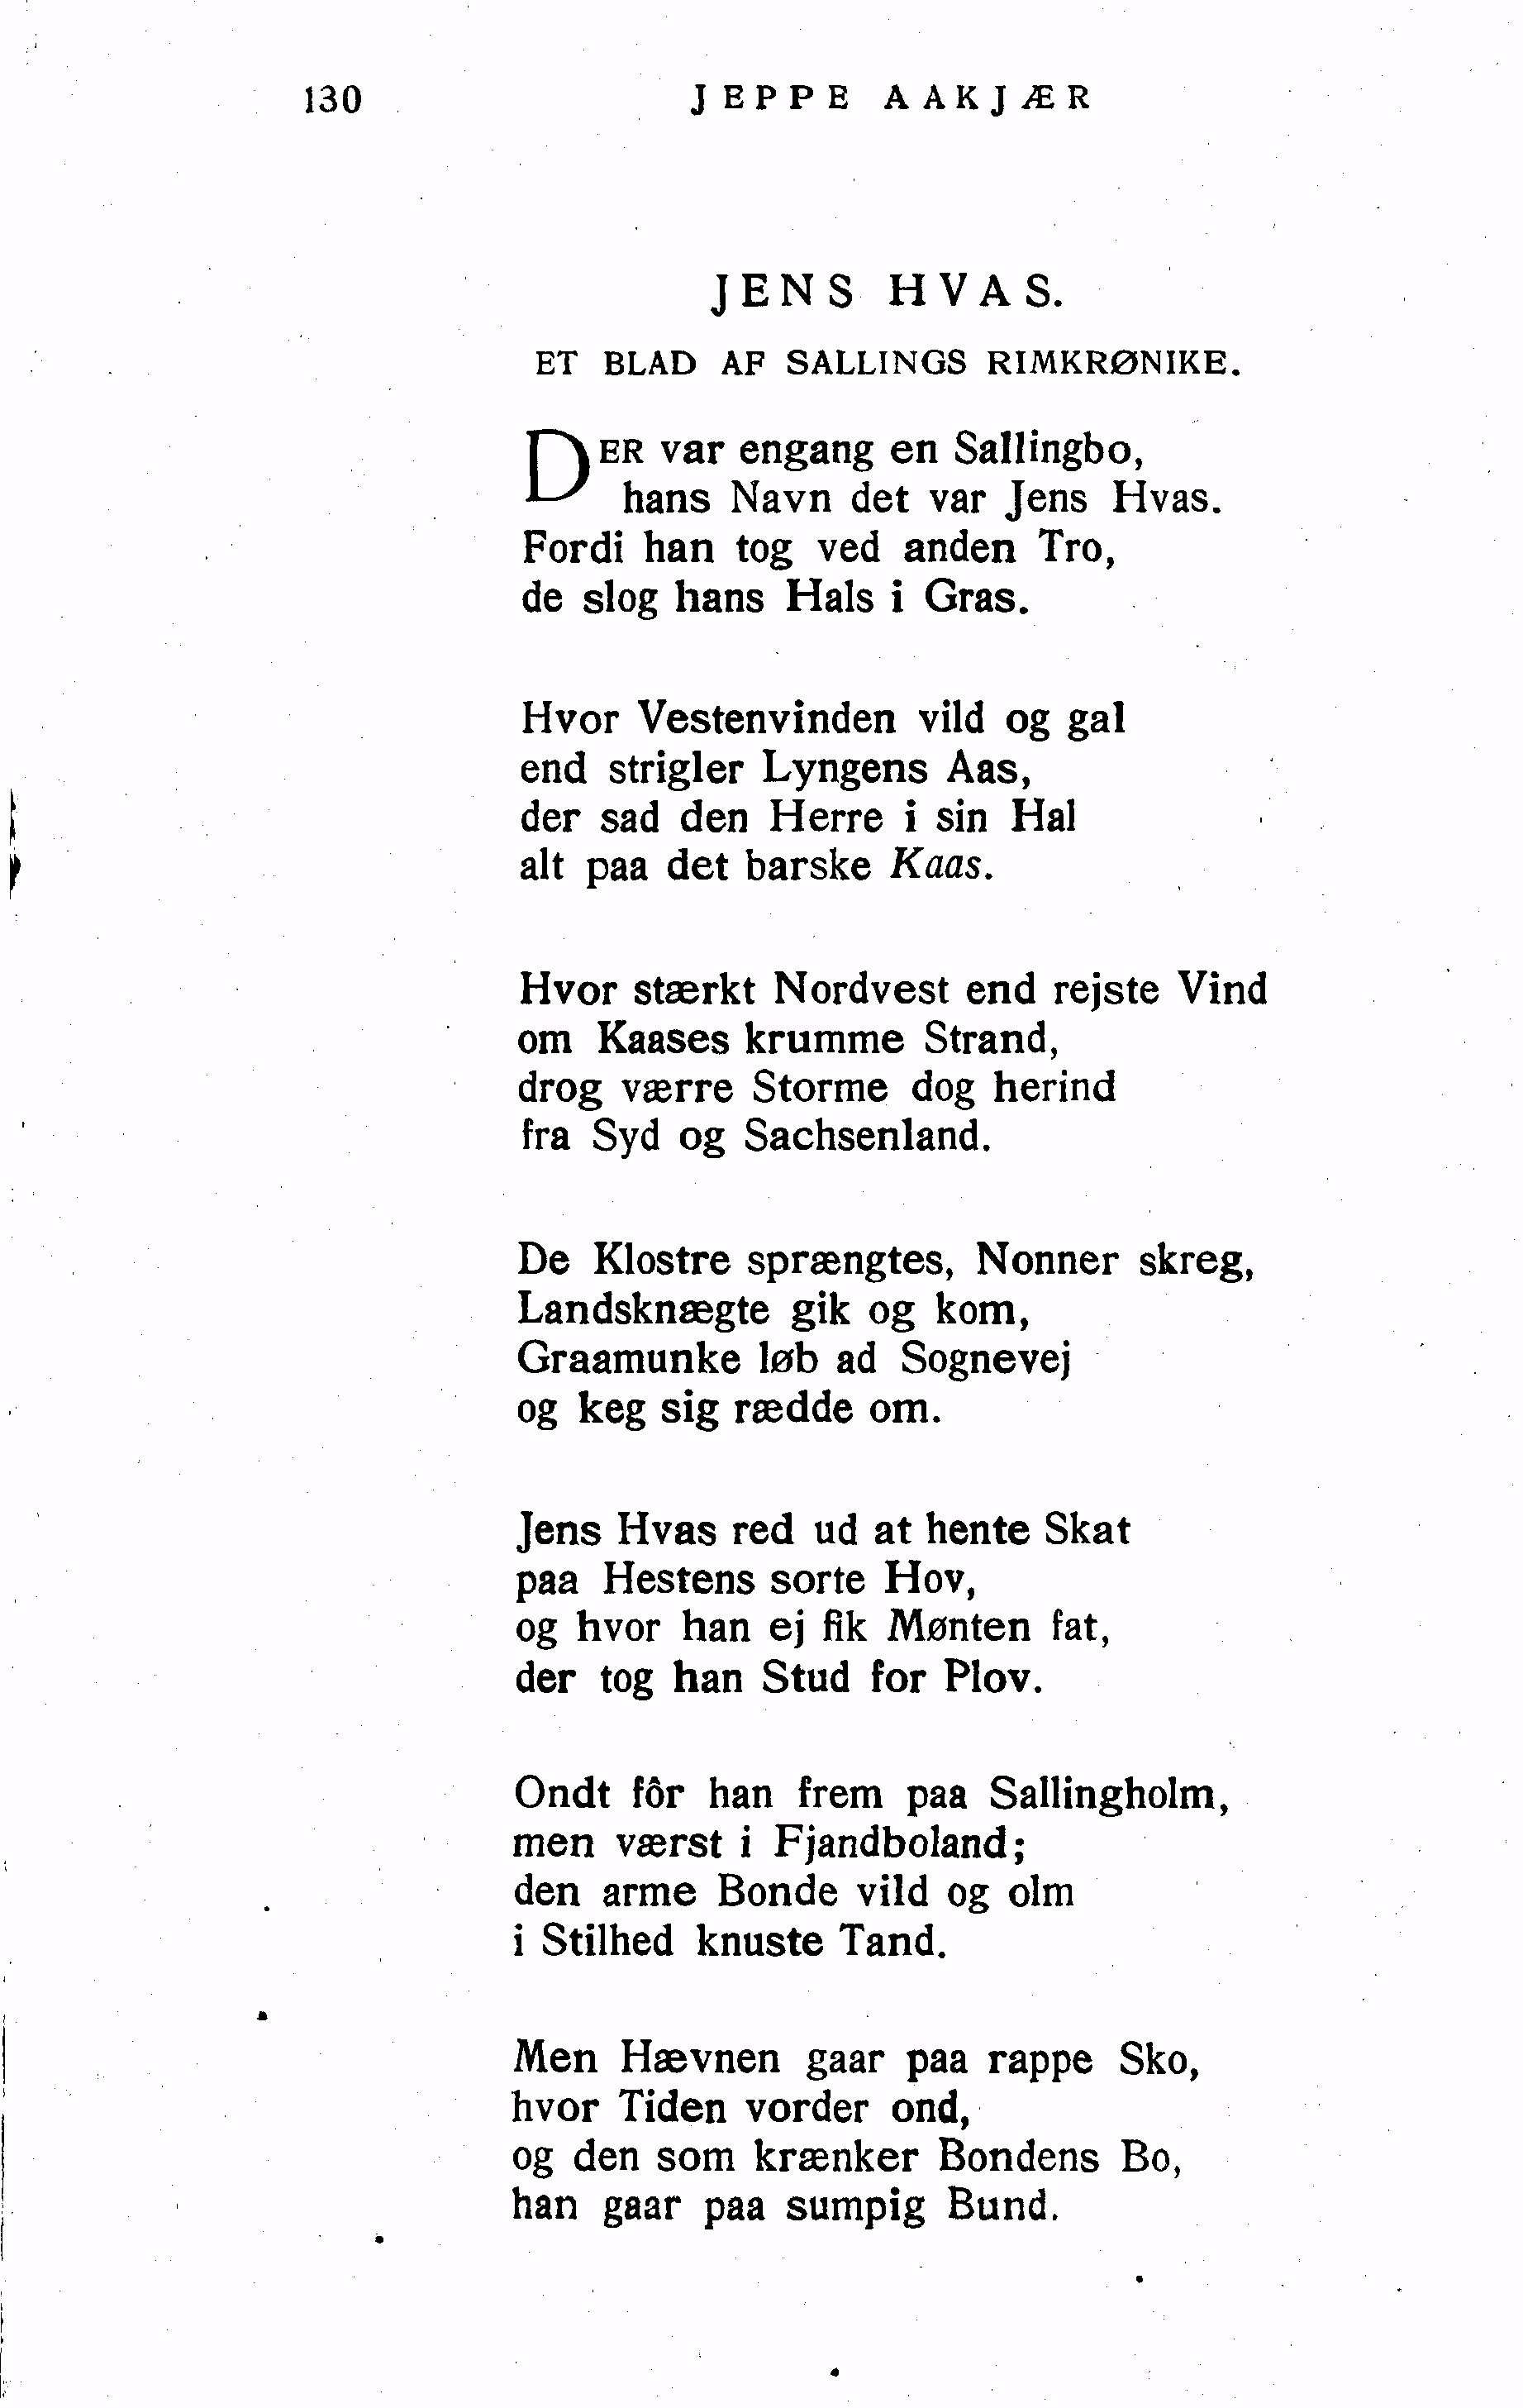 130 JEPPE AAKJÆR
JENS HVAS.
ET BLAD AF SALLINGS RIMKRØNIKE.
DER var engang en Sallingbo,
hans Navn det var Jens Hvas.
Fordi han tog ved anden Tro,
de slog hans Hals i Gras.
Hvor Vestenvinden vild og gal
end strigler Lyngens Aas,
der sad den Herre i sin Hal
alt paa det barske Kaas.
Hvor stærkt Nordvest end rejste Vind
om Kaases krumme Strand,
drog værre Storme dog herind
fra Syd og Sachsenland.
De Klostre sprængtes, Nonner skreg,
Landsknægte gik og kom,
Graamunke løb ad Sognevej
og keg sig rædde om.
Jens Hvas red ud at hente Skat
paa Hestens sorte Hov,
og hvor han ej fik Mønten fat,
der tog han Stud for Plov.
Ondt fôr han frem paa Sallingholm,
men værst i Fjandboland;
den arme Bonde vild og olm
i Stilhed knuste Tand.
Men Hævnen gaar paa rappe Sko,
hvor Tiden vorder ond,
og den som krænker Bondens Bo,
han gaar paa sumpig Bund.